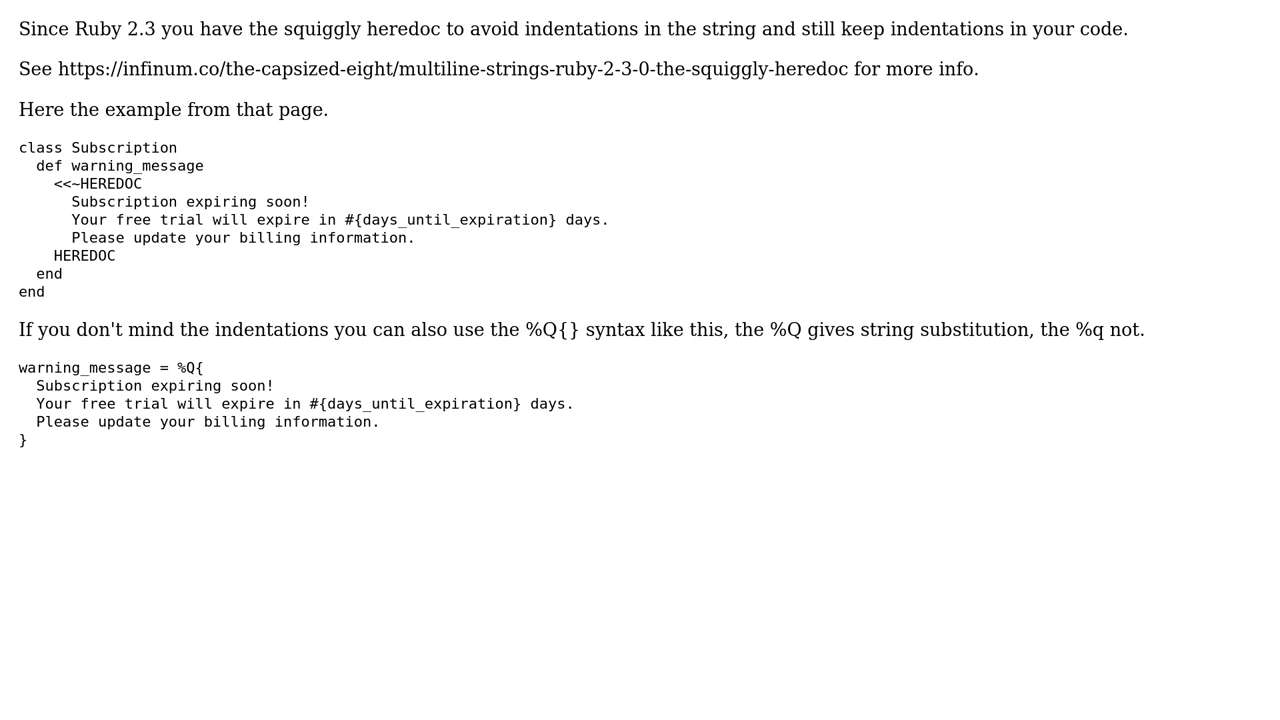 Since Ruby 2.3 you have the squiggly heredoc to avoid indentations in the string and still keep indentations in your code.
See https://infinum.co/the-capsized-eight/multiline-strings-ruby-2-3-0-the-squiggly-heredoc for more info.
Here the example from that page.
class Subscription
  def warning_message
    <<~HEREDOC
      Subscription expiring soon!
      Your free trial will expire in #{days_until_expiration} days.
      Please update your billing information.
    HEREDOC
  end
end
If you don't mind the indentations you can also use the %Q{} syntax like this, the %Q gives string substitution, the %q not.
warning_message = %Q{
  Subscription expiring soon!
  Your free trial will expire in #{days_until_expiration} days.
  Please update your billing information.
}